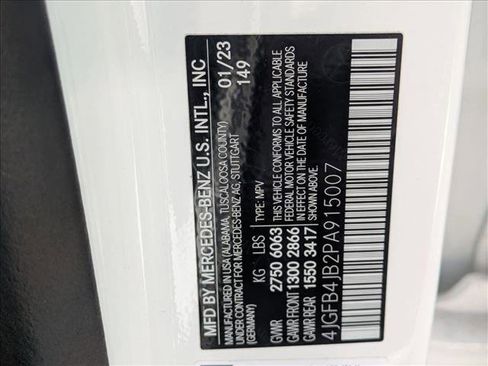 MFD BY MERCEDES-BENZ U.S. INTL., INC
MADE IN USA (ALABAMA, TUSCALOOSA COUNTY) 01/23
UNDER CONTRACT FOR MERCEDES-BENZ AG, STUTTGART 149
(GERMANY)
KG LBS TYPE: MPV
GVWR 2750 6063 THIS VEHICLE CONFORMS TO ALL APPLICABLE
GAWR FRONT 1300 2866 FEDERAL MOTOR VEHICLE SAFETY STANDARDS
GAWR REAR 1550 3417 IN EFFECT ON THE DATE OF MANUFACTURE
SHOWN ABOVE.
4JGFB4JB2PA915007